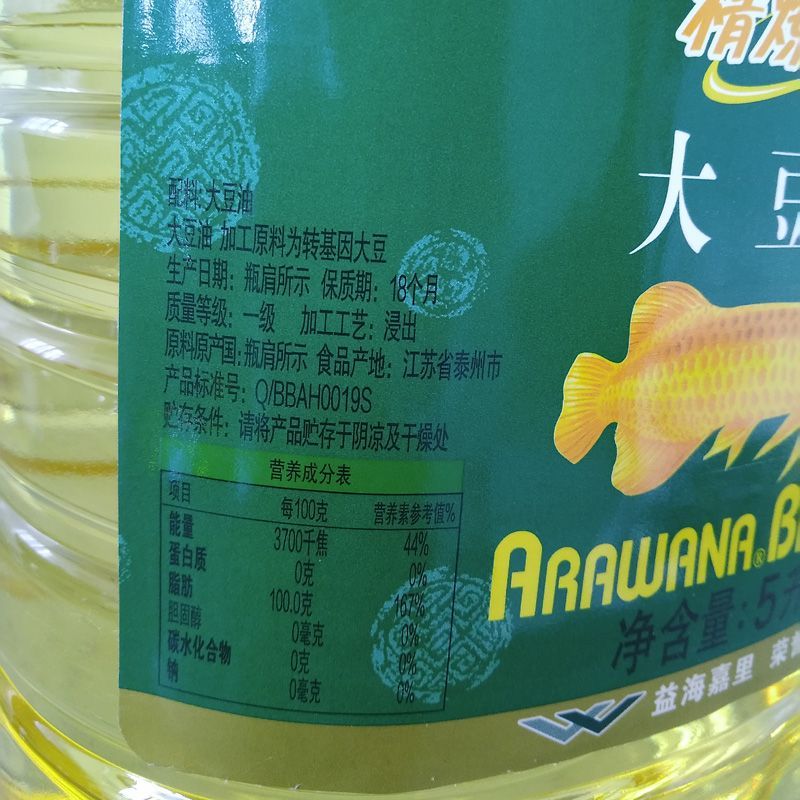 精炼
大豆
配料:大豆油
大豆油 加工原料为转基因大豆
生产日期：瓶肩所示 保质期：18个月
质量等级：一级 加工工艺：浸出
原料原产国：瓶肩所示 食品产地：江苏省泰州市
产品标准号：Q/BBAH0019S
贮存条件：请将产品贮存于阴凉及干燥处
营养成分表
项目 每100克 营养素参考值%
能量 3700千焦 44%
蛋白质 0克 0%
脂肪 100.0克 167%
胆固醇 0毫克 0%
碳水化合物 0克 0%
钠 0毫克 0%
ARAWANA® B
净含量：5升
益海嘉里 荣